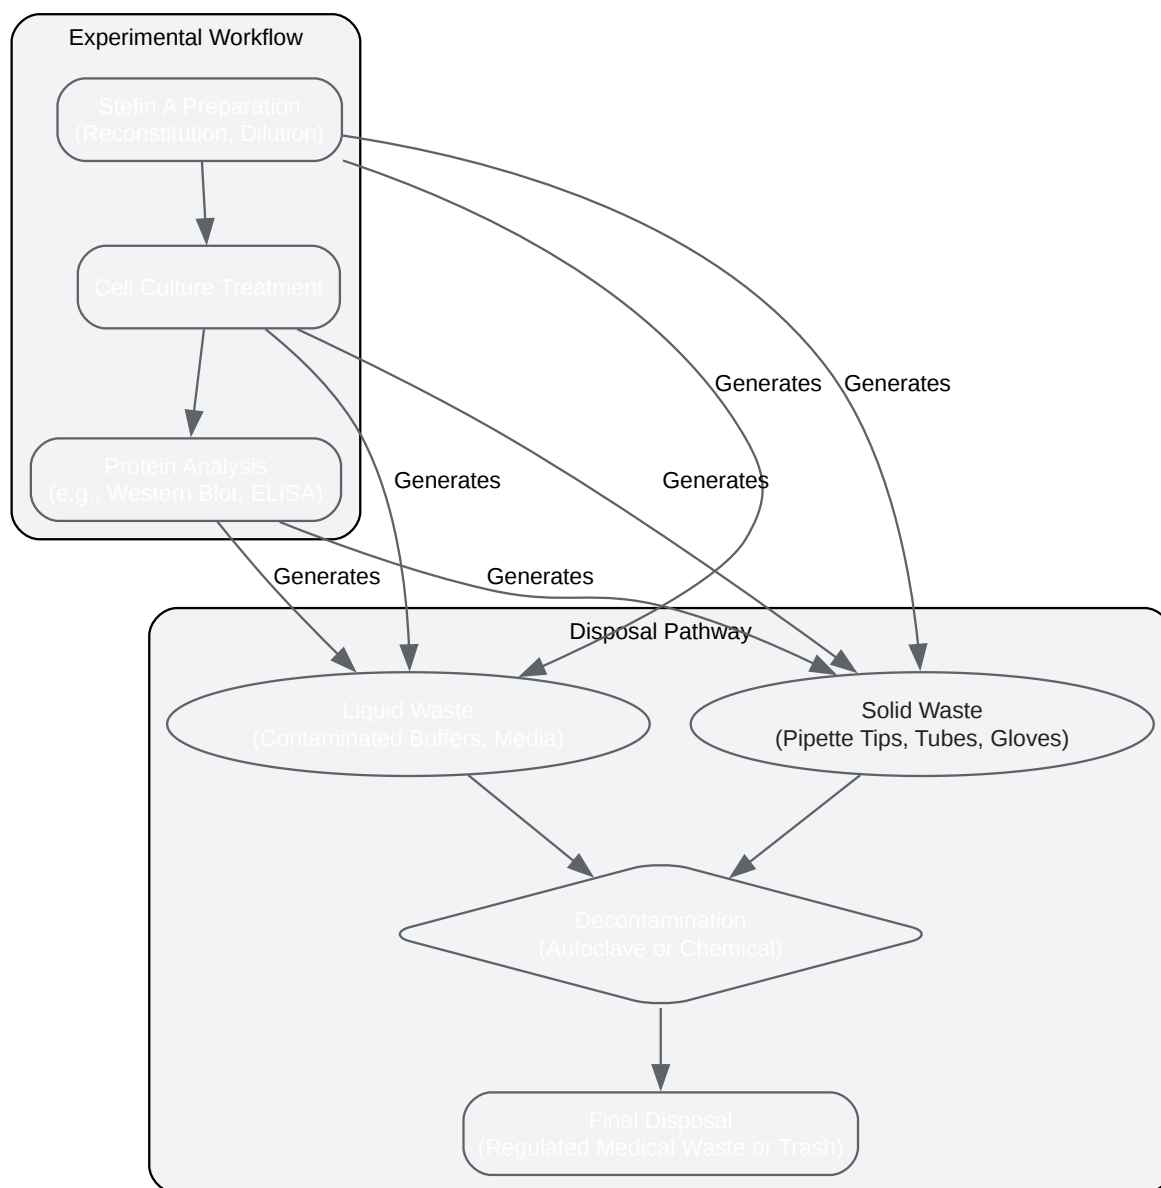 Experimental Workflow
Stefin A Preparation
(Reconstitution, Dilution)
Cell Culture Treatment
Generates
Generates
Protein Analysis
(e.g., Western Blot, ELISA)
Generates
Generates
Generates
Generates
Disposal Pathway
Liquid Waste
(Contaminated Buffers, Media)
Solid Waste
(Pipette Tips, Tubes, Gloves)
Decontamination
(Autoclave or Chemical)
Final Disposal
(Regulated Medical Waste or Trash)